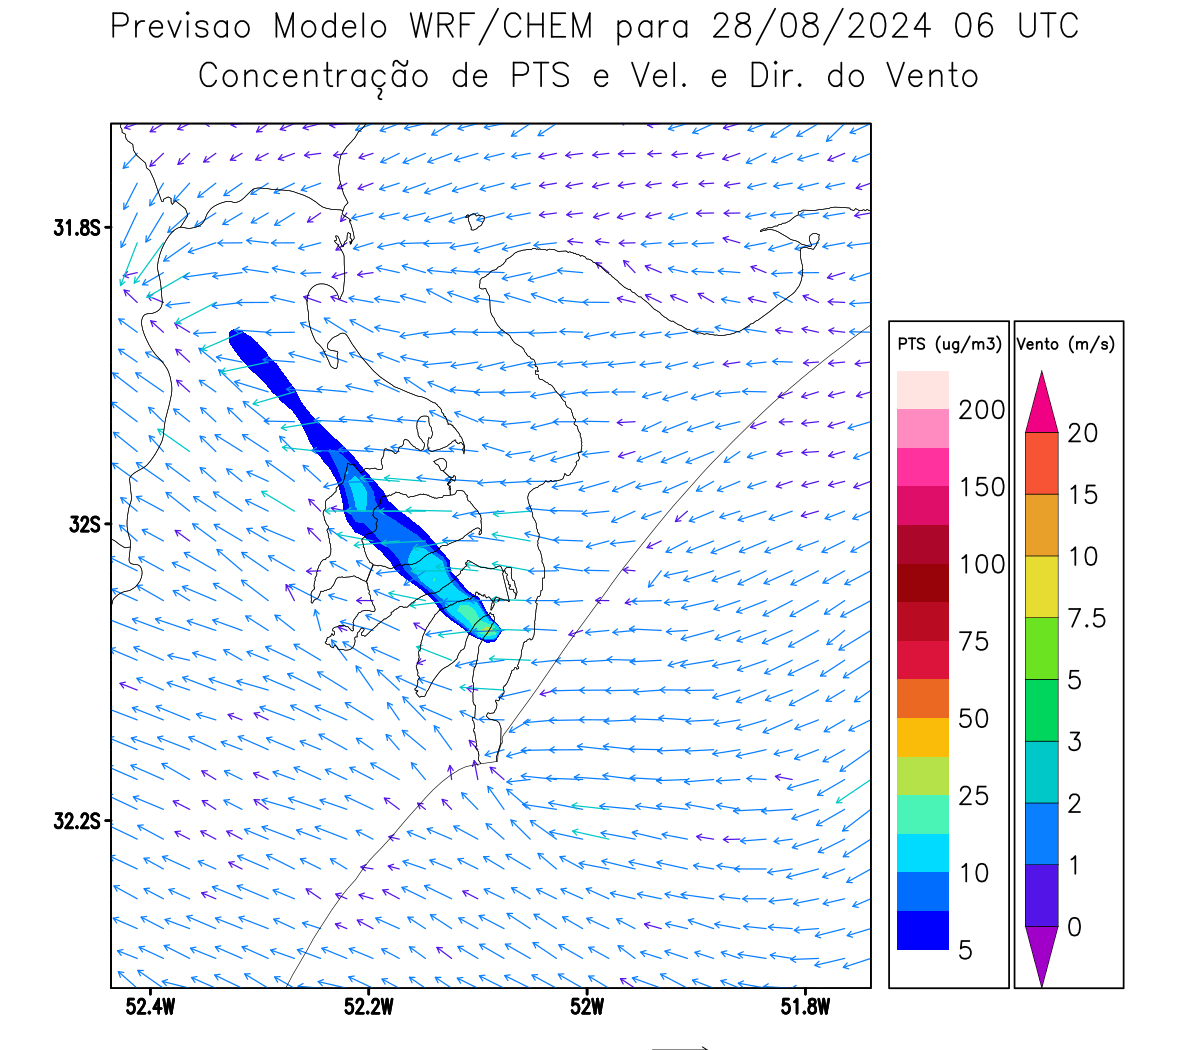 Previsao Modelo WRF/CHEM para 28/08/2024 06 UTC
Concentração de PTS e Vel. e Dir. do Vento
31.8S
32S
32.2S
52.4W 52.2W 52W 51.8W
PTS (ug/m3)
200
150
100
75
50
25
10
5
Vento (m/s)
20
15
10
7.5
5
3
2
1
0